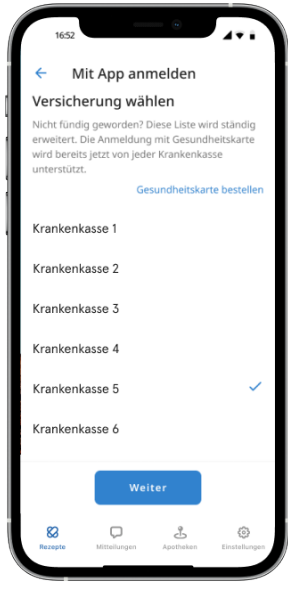 16:52
Mit App anmelden
Versicherung wählen
Nicht fündig geworden? Diese Liste wird ständig
erweitert. Die Anmeldung mit Gesundheitskarte
wird bereits jetzt von jeder Krankenkasse
unterstützt.
Gesundheitskarte bestellen
Krankenkasse 1
Krankenkasse 2
Krankenkasse 3
Krankenkasse 4
Krankenkasse 5
Krankenkasse 6
Weiter
Rezepte Mitteilungen Apotheken Einstellungen